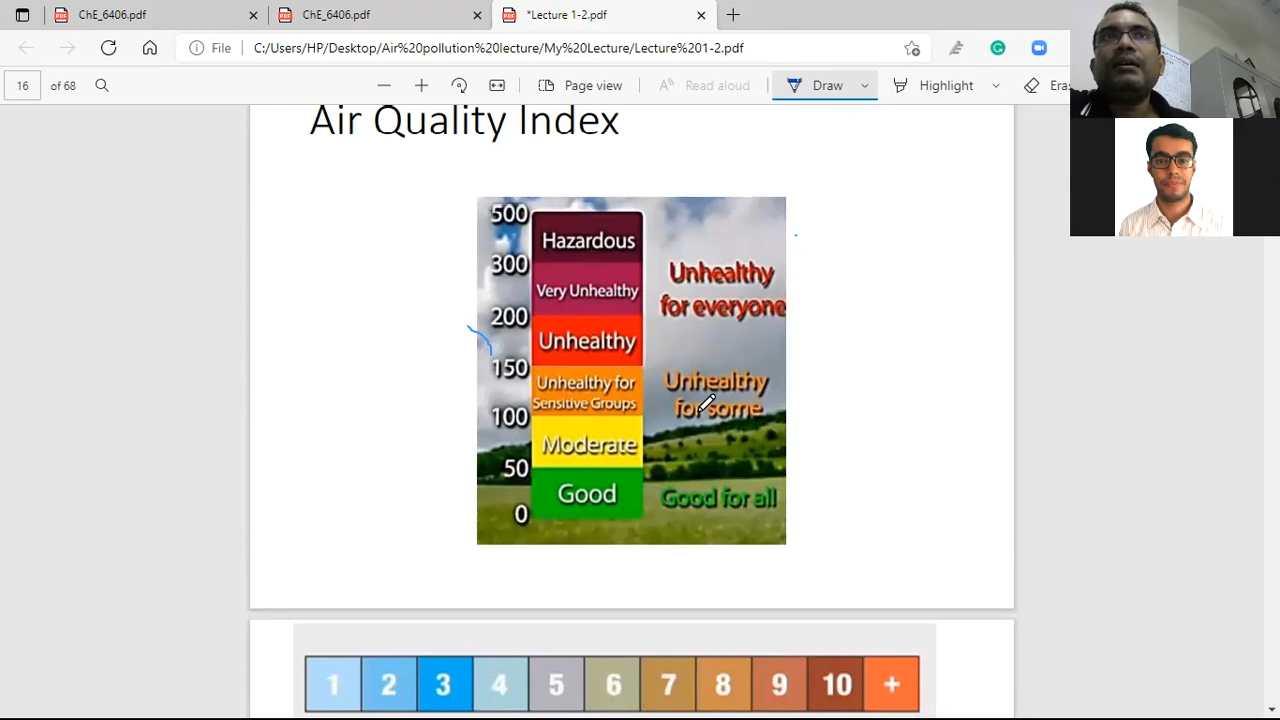 ChE_6406.pdf
ChE_6406.pdf
*Lecture 1-2.pdf
File
C:/Users/HP/Desktop/Air%20pollution%20lecture/My%20Lecture/Lecture%201-2.pdf
16 of 68
Page view
Read aloud
Draw
Highlight
Era
Air Quality Index
500
Hazardous
300
Unhealthy
for everyone
Very Unhealthy
200
Unhealthy
150
Unhealthy for
Sensitive Groups
Unhealthy
for some
100
Moderate
50
Good
Good for all
0
1 2 3 4 5 6 7 8 9 10 +